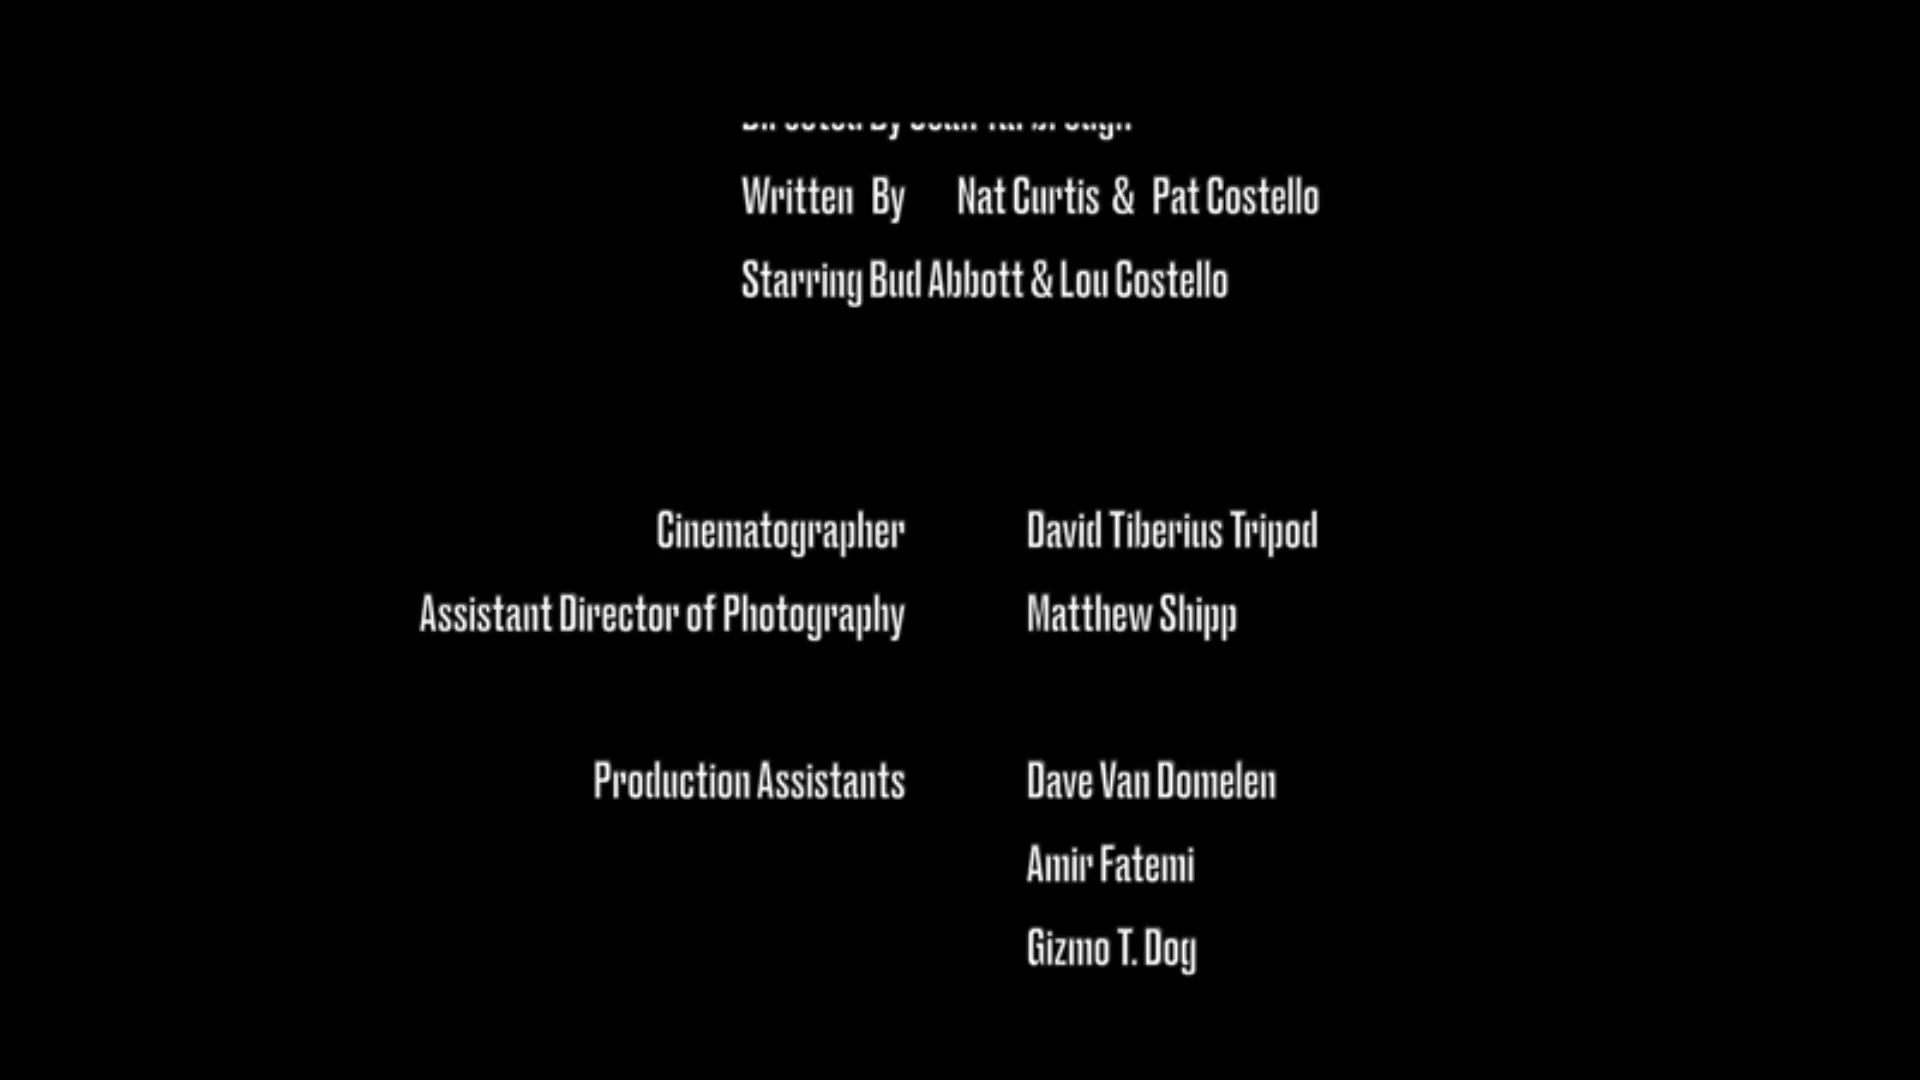 Written By Nat Curtis & Pat Costello
Starring Bud Abbott & Lou Costello
Cinematographer David Tiberius Tripod
Assistant Director of Photography Matthew Shipp
Production Assistants Dave Van Domelen
Amir Fatemi
Gizmo T. Dog